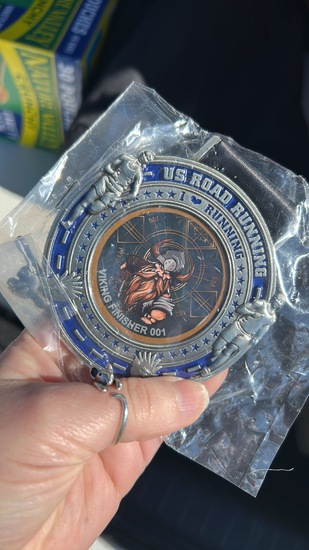 US ROAD RUNNING
I ♥ RUNNING
VIKING FINISHER 001